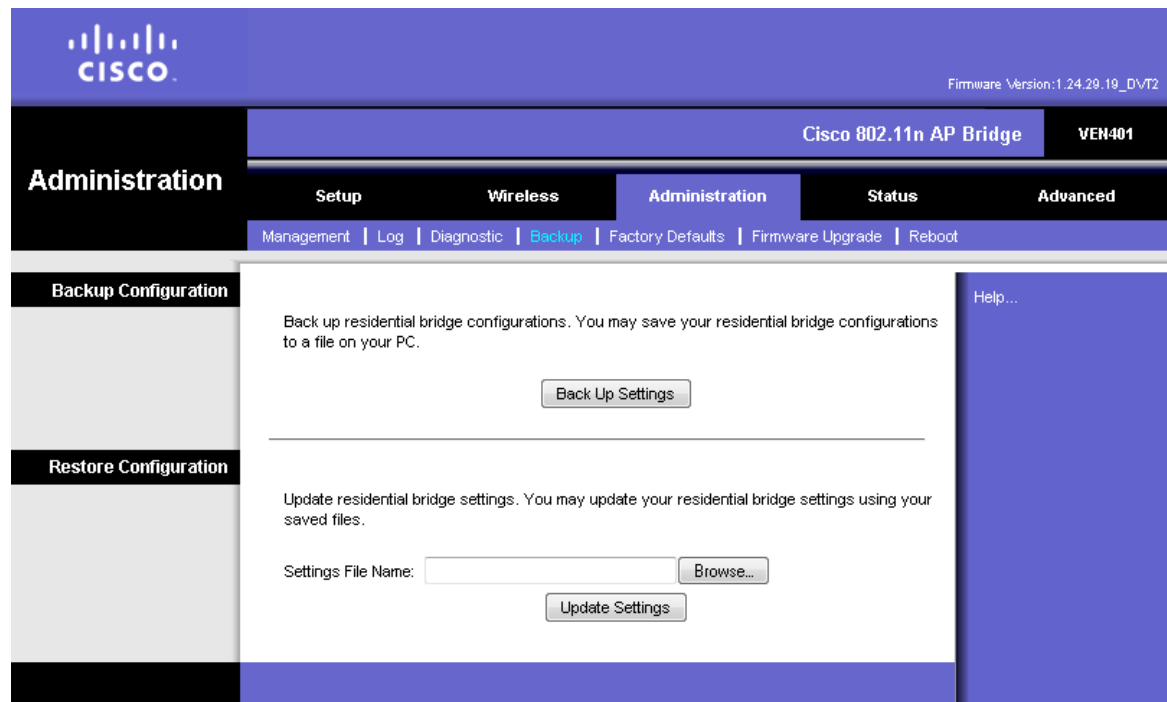 CISCO.
Firmware Version:1.24.29.19_DVT2
Cisco 802.11n AP Bridge VEN401
Administration
Setup Wireless Administration Status Advanced
Management | Log | Diagnostic | Backup | Factory Defaults | Firmware Upgrade | Reboot
Backup Configuration
Help...
Back up residential bridge configurations. You may save your residential bridge configurations
to a file on your PC.
Back Up Settings
Restore Configuration
Update residential bridge settings. You may update your residential bridge settings using your
saved files.
Settings File Name: Browse...
Update Settings